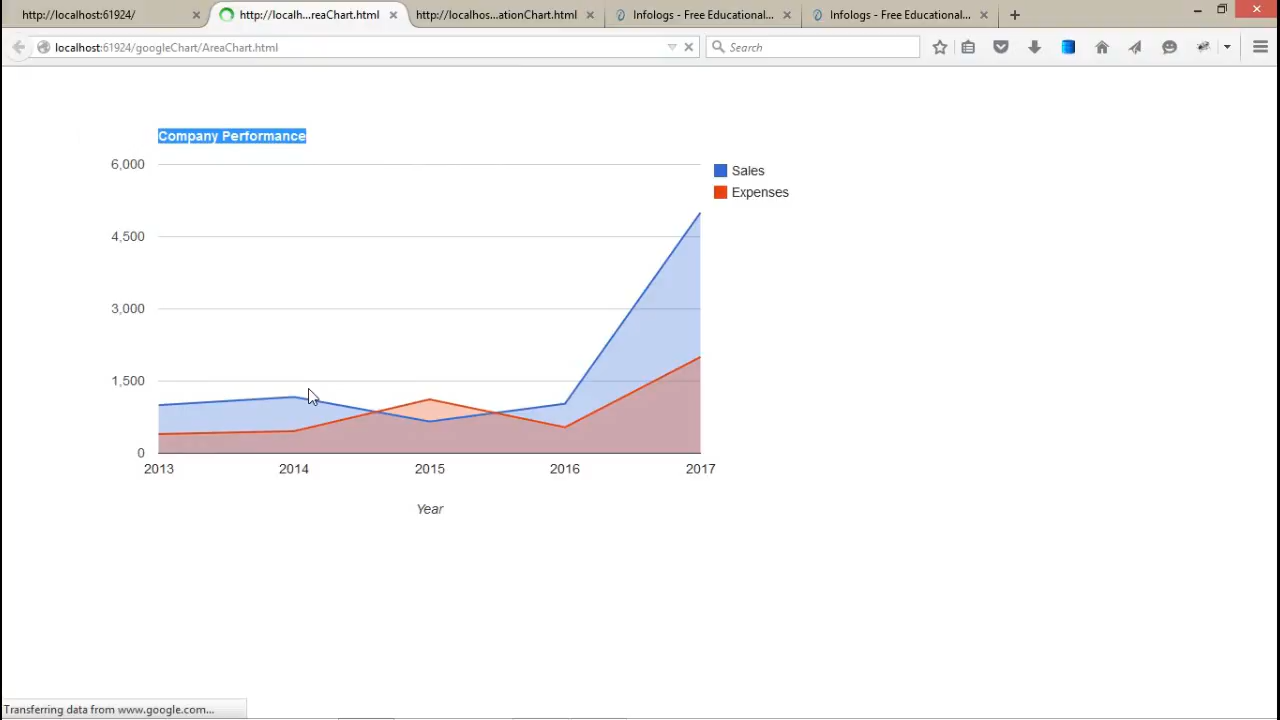 http://localhost:61924/
http://localh...reaChart.html
http://localhos...ationChart.html
Infologs - Free Educational...
Infologs - Free Educational...
localhost:61924/googleChart/AreaChart.html
Search
Company Performance
6,000
4,500
3,000
1,500
0
Sales
Expenses
2013 2014 2015 2016 2017
Year
Transferring data from www.google.com...